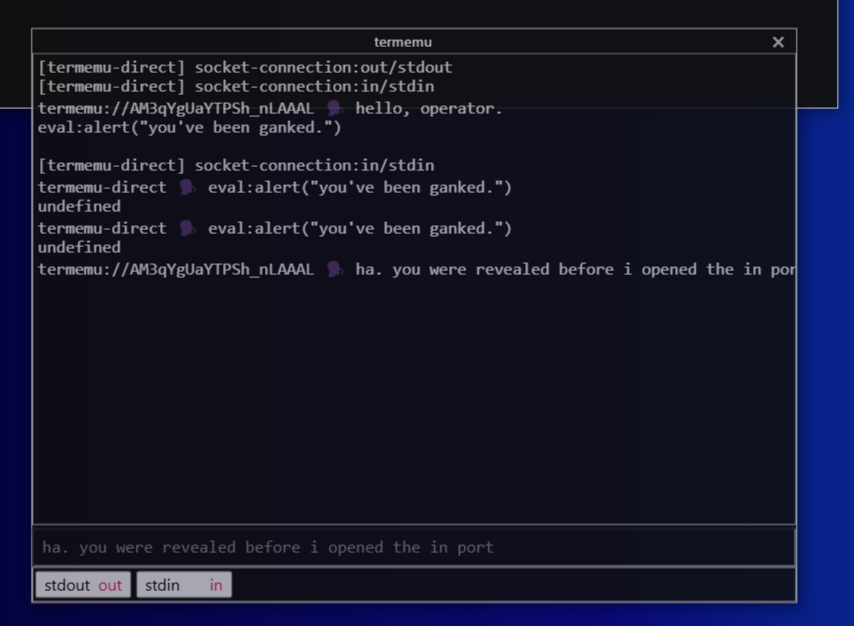 termemu ×
[termemu-direct] socket-connection:out/stdout
[termemu-direct] socket-connection:in/stdin
termemu://AM3qYgUaYTPSh_nLAAAL 🗣 hello, operator.
eval:alert("you've been ganked.")
[termemu-direct] socket-connection:in/stdin
termemu-direct 🗣 eval:alert("you've been ganked.")
undefined
termemu-direct 🗣 eval:alert("you've been ganked.")
undefined
termemu://AM3qYgUaYTPSh_nLAAAL 🗣 ha. you were revealed before i opened the in por
ha. you were revealed before i opened the in port
stdout out stdin in